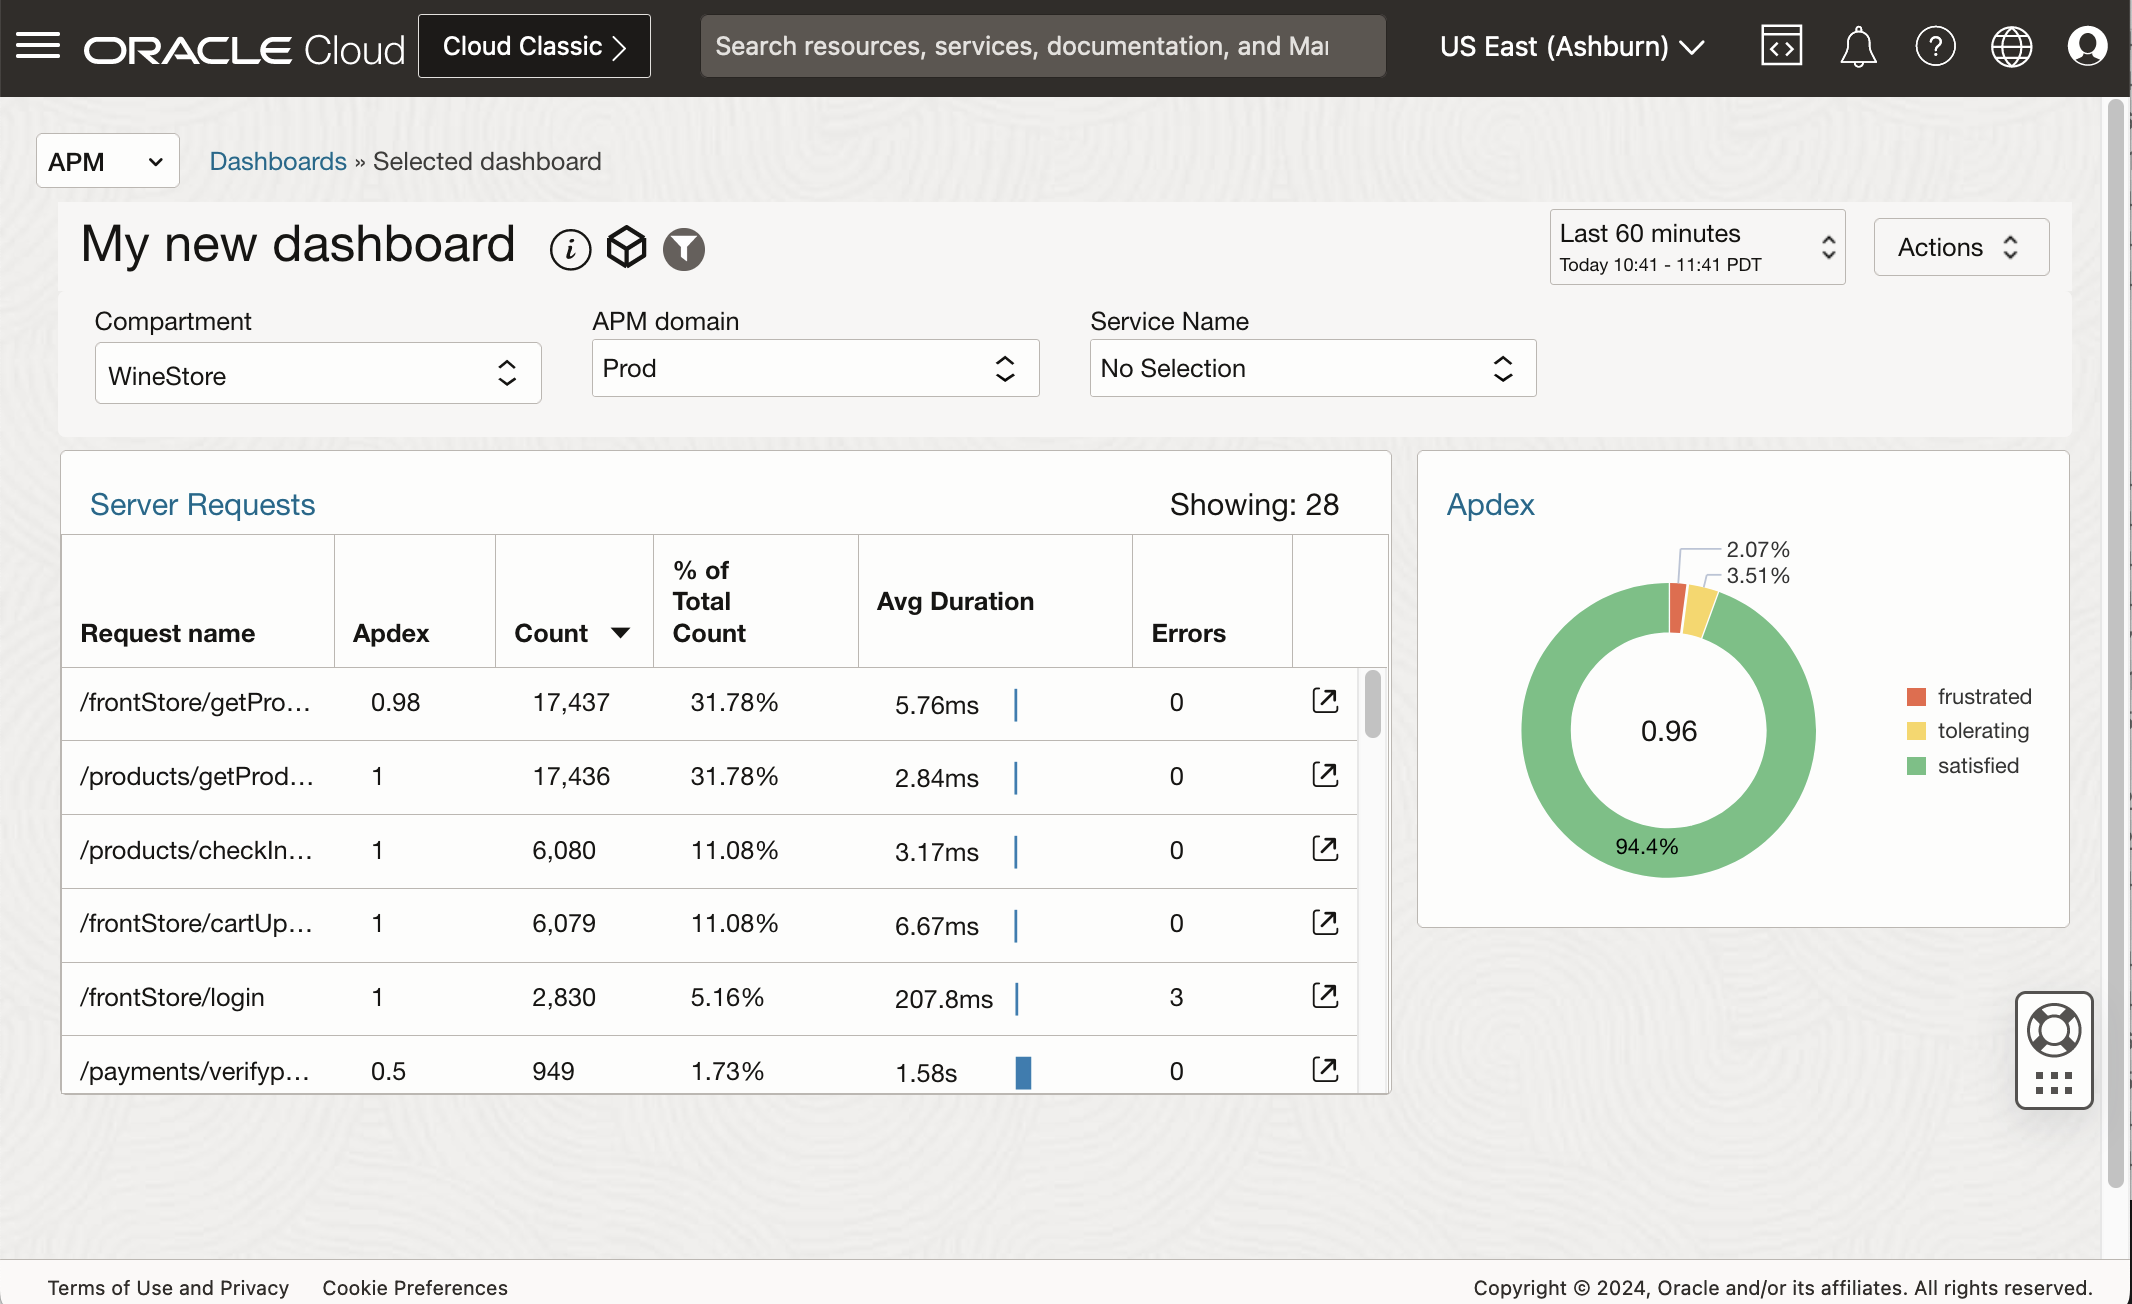 ORACLE Cloud
Cloud Classic
Search resources, services, documentation, and Mar
US East (Ashburn)
APM
Dashboards » Selected dashboard
My new dashboard
Last 60 minutes
Today 10:41 - 11:41 PDT
Actions
Compartment
WineStore
APM domain
Prod
Service Name
No Selection
Server Requests
Showing: 28
Request name Apdex Count % of Total Count Avg Duration Errors
/frontStore/getPro... 0.98 17,437 31.78% 5.76ms 0
/products/getProd... 1 17,436 31.78% 2.84ms 0
/products/checkIn... 1 6,080 11.08% 3.17ms 0
/frontStore/cartUp... 1 6,079 11.08% 6.67ms 0
/frontStore/login 1 2,830 5.16% 207.8ms 3
/payments/verifyp... 0.5 949 1.73% 1.58s 0
Apdex
2.07%
3.51%
0.96
94.4%
frustrated
tolerating
satisfied
Terms of Use and Privacy
Cookie Preferences
Copyright © 2024, Oracle and/or its affiliates. All rights reserved.